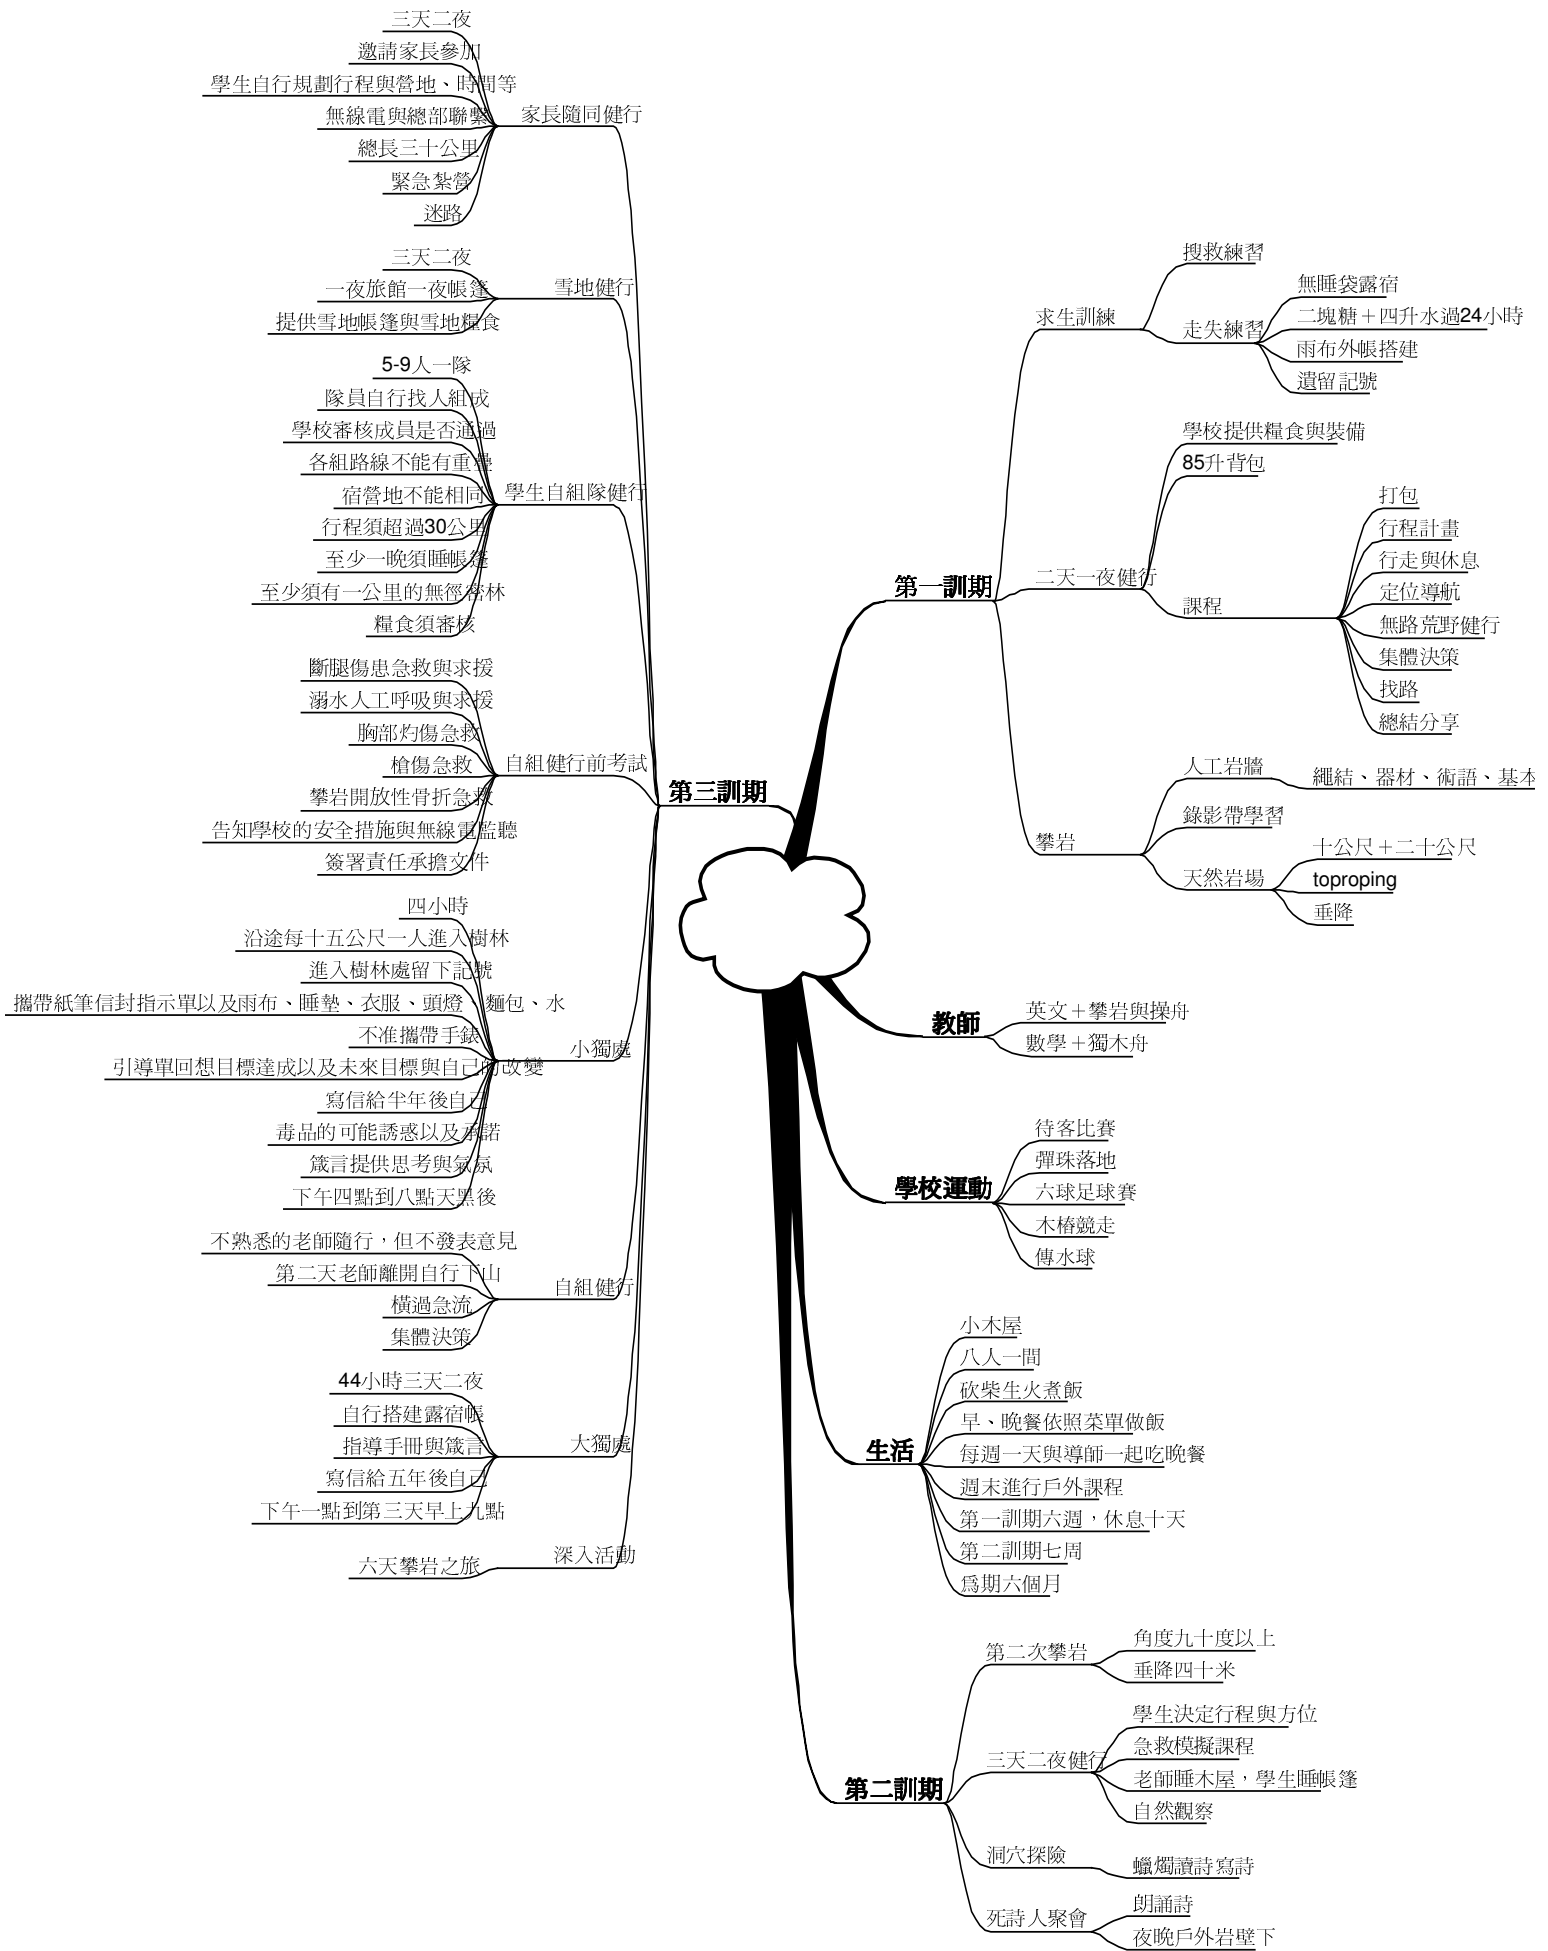 三天二夜
邀請家長參加
學生自行規劃行程與營地、時間等
無線電與總部聯繫
總長三十公里
緊急紮營
迷路
家長隨同健行
三天二夜
一夜旅館一夜帳篷
提供雪地帳篷與雪地糧食
雪地健行
5-9人一隊
隊員自行找人組成
學校審核成員是否通過
各組路線不能有重疊
宿營地不能相同
行程須超過30公里
至少一晚須睡帳篷
至少須有一公里的無徑密林
糧食須審核
學生自組隊健行
斷腿傷患急救與求援
溺水人工呼吸與求援
胸部灼傷急救
槍傷急救
攀岩開放性骨折急救
告知學校的安全措施與無線電監聽
簽署責任承擔文件
自組健行前考試
四小時
沿途每十五公尺一人進入樹林
進入樹林處留下記號
攜帶紙筆信封指示單以及雨布、睡墊、衣服、頭燈、麵包、水
不准攜帶手錶
引導單回想目標達成以及未來目標與自己的改變
寫信給半年後自己
毒品的可能誘惑以及承諾
箴言提供思考與氣氛
下午四點到八點天黑後
小獨處
不熟悉的老師隨行，但不發表意見
第二天老師離開自行下山
橫過急流
集體決策
自組健行
44小時三天二夜
自行搭建露宿帳
指導手冊與箴言
寫信給五年後自己
下午一點到第三天早上九點
大獨處
六天攀岩之旅
深入活動
第三訓期
第一訓期
求生訓練
搜救練習
走失練習
無睡袋露宿
二塊糖＋四升水過24小時
雨布外帳搭建
遺留記號
二天一夜健行
學校提供糧食與裝備
85升背包
課程
打包
行程計畫
行走與休息
定位導航
無路荒野健行
集體決策
找路
總結分享
攀岩
人工岩牆
繩結、器材、術語、基本
錄影帶學習
天然岩場
十公尺＋二十公尺
toproping
垂降
教師
英文＋攀岩與操舟
數學＋獨木舟
學校運動
待客比賽
彈珠落地
六球足球賽
木樁競走
傳水球
生活
小木屋
八人一間
砍柴生火煮飯
早、晚餐依照菜單做飯
每週一天與導師一起吃晚餐
週末進行戶外課程
第一訓期六週，休息十天
第二訓期七周
為期六個月
第二訓期
第二次攀岩
角度九十度以上
垂降四十米
三天二夜健行
學生決定行程與方位
急救模擬課程
老師睡木屋，學生睡帳篷
自然觀察
洞穴探險
蠟燭讀詩寫詩
死詩人聚會
朗誦詩
夜晚戶外岩壁下